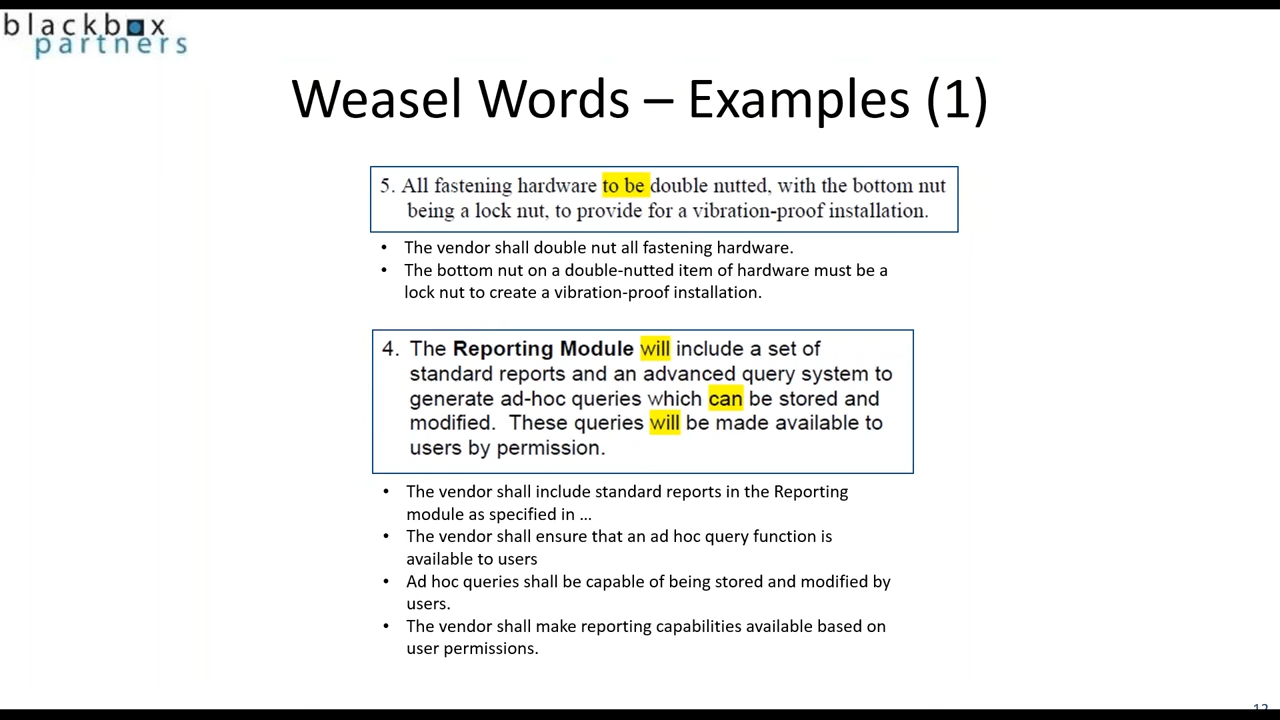 blackbox
partners
Weasel Words – Examples (1)
5. All fastening hardware to be double nutted, with the bottom nut
being a lock nut, to provide for a vibration-proof installation.
• The vendor shall double nut all fastening hardware.
• The bottom nut on a double-nutted item of hardware must be a
lock nut to create a vibration-proof installation.
4. The Reporting Module will include a set of
standard reports and an advanced query system to
generate ad-hoc queries which can be stored and
modified. These queries will be made available to
users by permission.
• The vendor shall include standard reports in the Reporting
module as specified in …
• The vendor shall ensure that an ad hoc query function is
available to users
• Ad hoc queries shall be capable of being stored and modified by
users.
• The vendor shall make reporting capabilities available based on
user permissions.